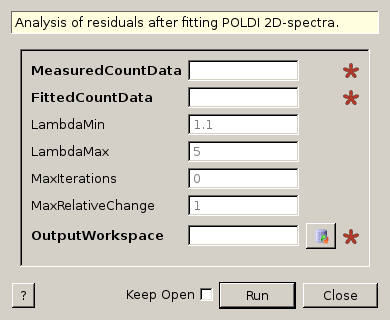 Analysis of residuals after fitting POLDI 2D-spectra.
MeasuredCountData
FittedCountData
LambdaMin 1.1
LambdaMax 5
MaxIterations 0
MaxRelativeChange 1
OutputWorkspace
? Keep Open Run Close